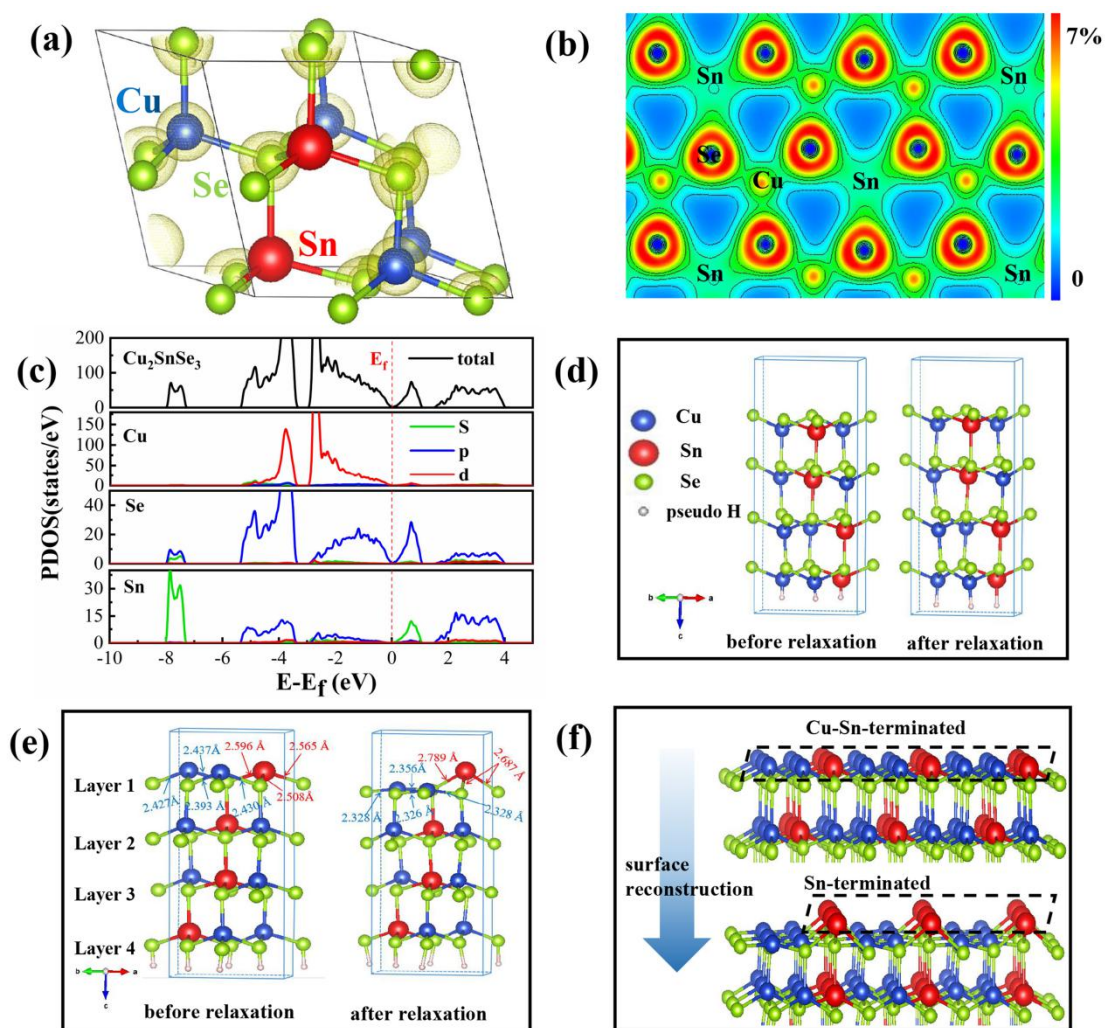 (a)
Cu
Se
Sn
(b)
Sn
Sn
Se
Cu
Sn
Sn
Sn
7%
0
(c)
Cu₂SnSe₃
E_f
total
200
100
0
Cu
S
p
d
150
100
50
0
Se
40
20
0
Sn
30
15
0
-10
-8
-6
-4
-2
0
2
4
PDOS(states/eV)
E-E_f (eV)
(d)
Cu
Sn
Se
pseudo H
b
a
c
before relaxation
after relaxation
(e)
2.437Å
2.596 Å
2.565 Å
Layer 1
2.427Å
2.393 Å
2.430 Å
2.508Å
Layer 2
Layer 3
Layer 4
2.789 Å
2.687 Å
2.356Å
2.328 Å
2.326 Å
2.328 Å
b
a
c
before relaxation
after relaxation
(f)
Cu-Sn-terminated
surface
reconstruction
Sn-terminated